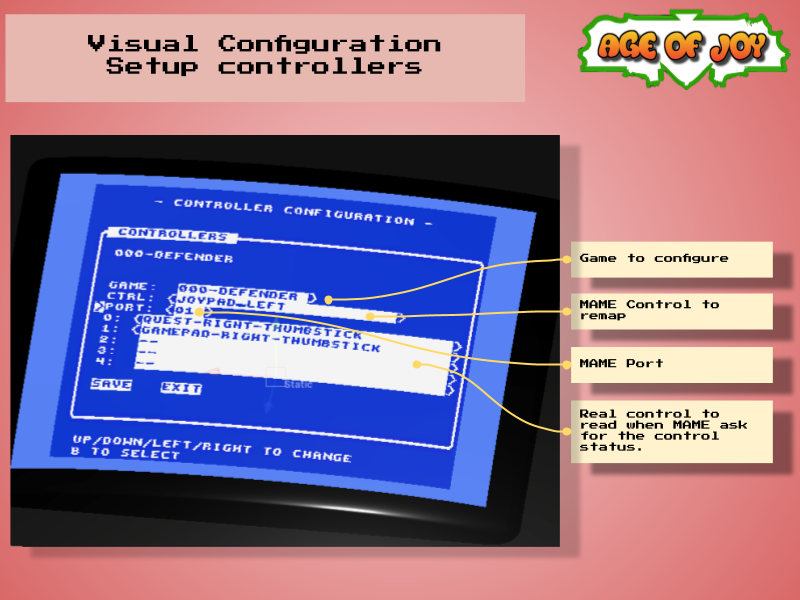 Visual Configuration
Setup controllers
AGE OF JOY
- CONTROLLER CONFIGURATION -
CONTROLLERS
000-DEFENDER
GAME: 000-DEFENDER
CTRL: JOYPAD_LEFT
PORT: 01
0: QUEST-RIGHT-THUMBSTICK
1: GAMEPAD-RIGHT-THUMBSTICK
2: --
3: --
4: --
SAVE EXIT
Static
UP/DOWN/LEFT/RIGHT TO CHANGE
B TO SELECT
Game to configure
MAME Control to
remap
MAME Port
Real control to
read when MAME ask
for the control
status.